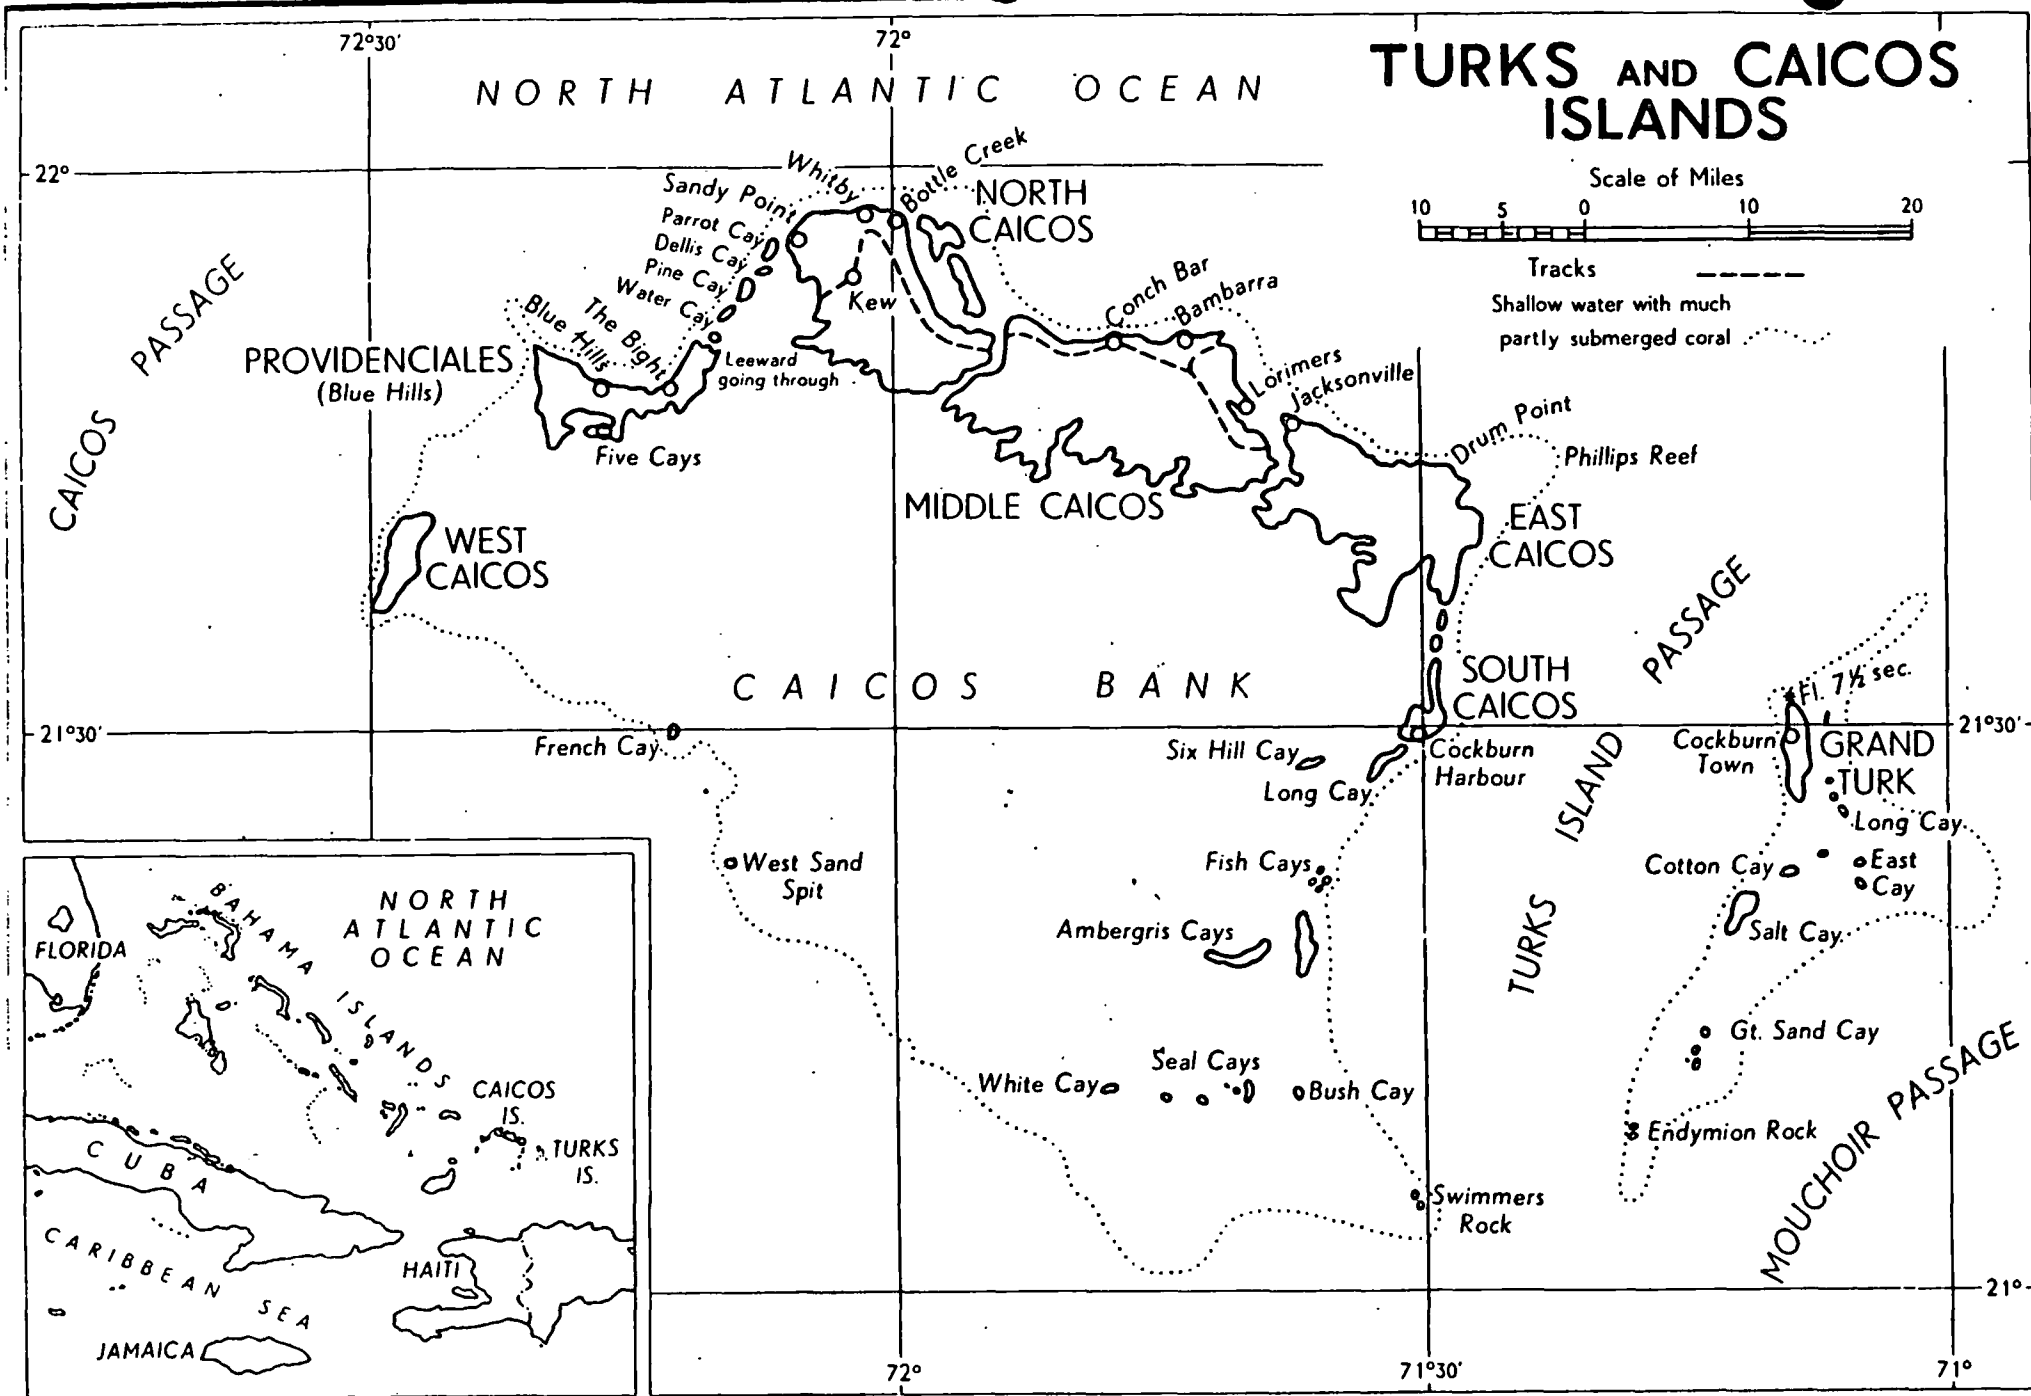 TURKS AND CAICOS
ISLANDS
Scale of Miles
10 5 0 10 20
Tracks
Shallow water with much
partly submerged coral
72°30'
72°
NORTH ATLANTIC OCEAN
22°
CAICOS PASSAGE
Whitby
Bottle Creek
Sandy Point
Parrot Cay
Dellis Cay
Pine Cay
Water Cay
NORTH
CAICOS
Kew
Blue Hills
The Bight
PROVIDENCIALES
(Blue Hills)
Leeward
going through
Five Cays
Conch Bar
Bambarra
Lorimers
Jacksonville
Drum Point
Phillips Reef
MIDDLE CAICOS
EAST
CAICOS
WEST
CAICOS
CAICOS BANK
SOUTH
CAICOS
TURKS ISLAND PASSAGE
Fl. 7½ sec.
21°30'
21°30'
French Cay
Six Hill Cay
Long Cay
Cockburn
Harbour
Cockburn
Town
GRAND
TURK
Long Cay
West Sand
Spit
Fish Cays
Cotton Cay
East
Cay
Ambergris Cays
Salt Cay
Gt. Sand Cay
White Cay
Seal Cays
Bush Cay
Endymion Rock
Swimmers
Rock
MOUCHOIR PASSAGE
21°
72°
71°30'
71°
NORTH
ATLANTIC
OCEAN
FLORIDA
BAHAMA ISLANDS
CAICOS
IS.
TURKS
IS.
CUBA
CARIBBEAN SEA
HAITI
JAMAICA